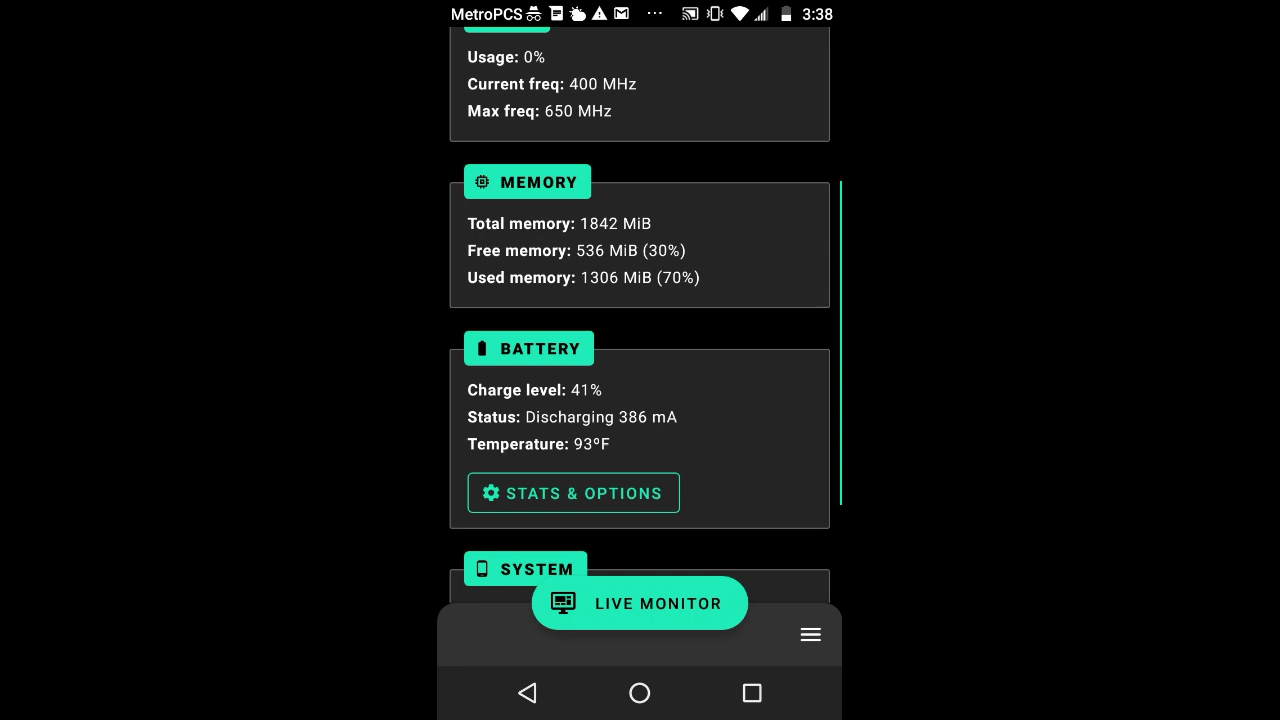 MetroPCS 3:38
Usage: 0%
Current freq: 400 MHz
Max freq: 650 MHz
MEMORY
Total memory: 1842 MiB
Free memory: 536 MiB (30%)
Used memory: 1306 MiB (70%)
BATTERY
Charge level: 41%
Status: Discharging 386 mA
Temperature: 93ºF
STATS & OPTIONS
SYSTEM
LIVE MONITOR